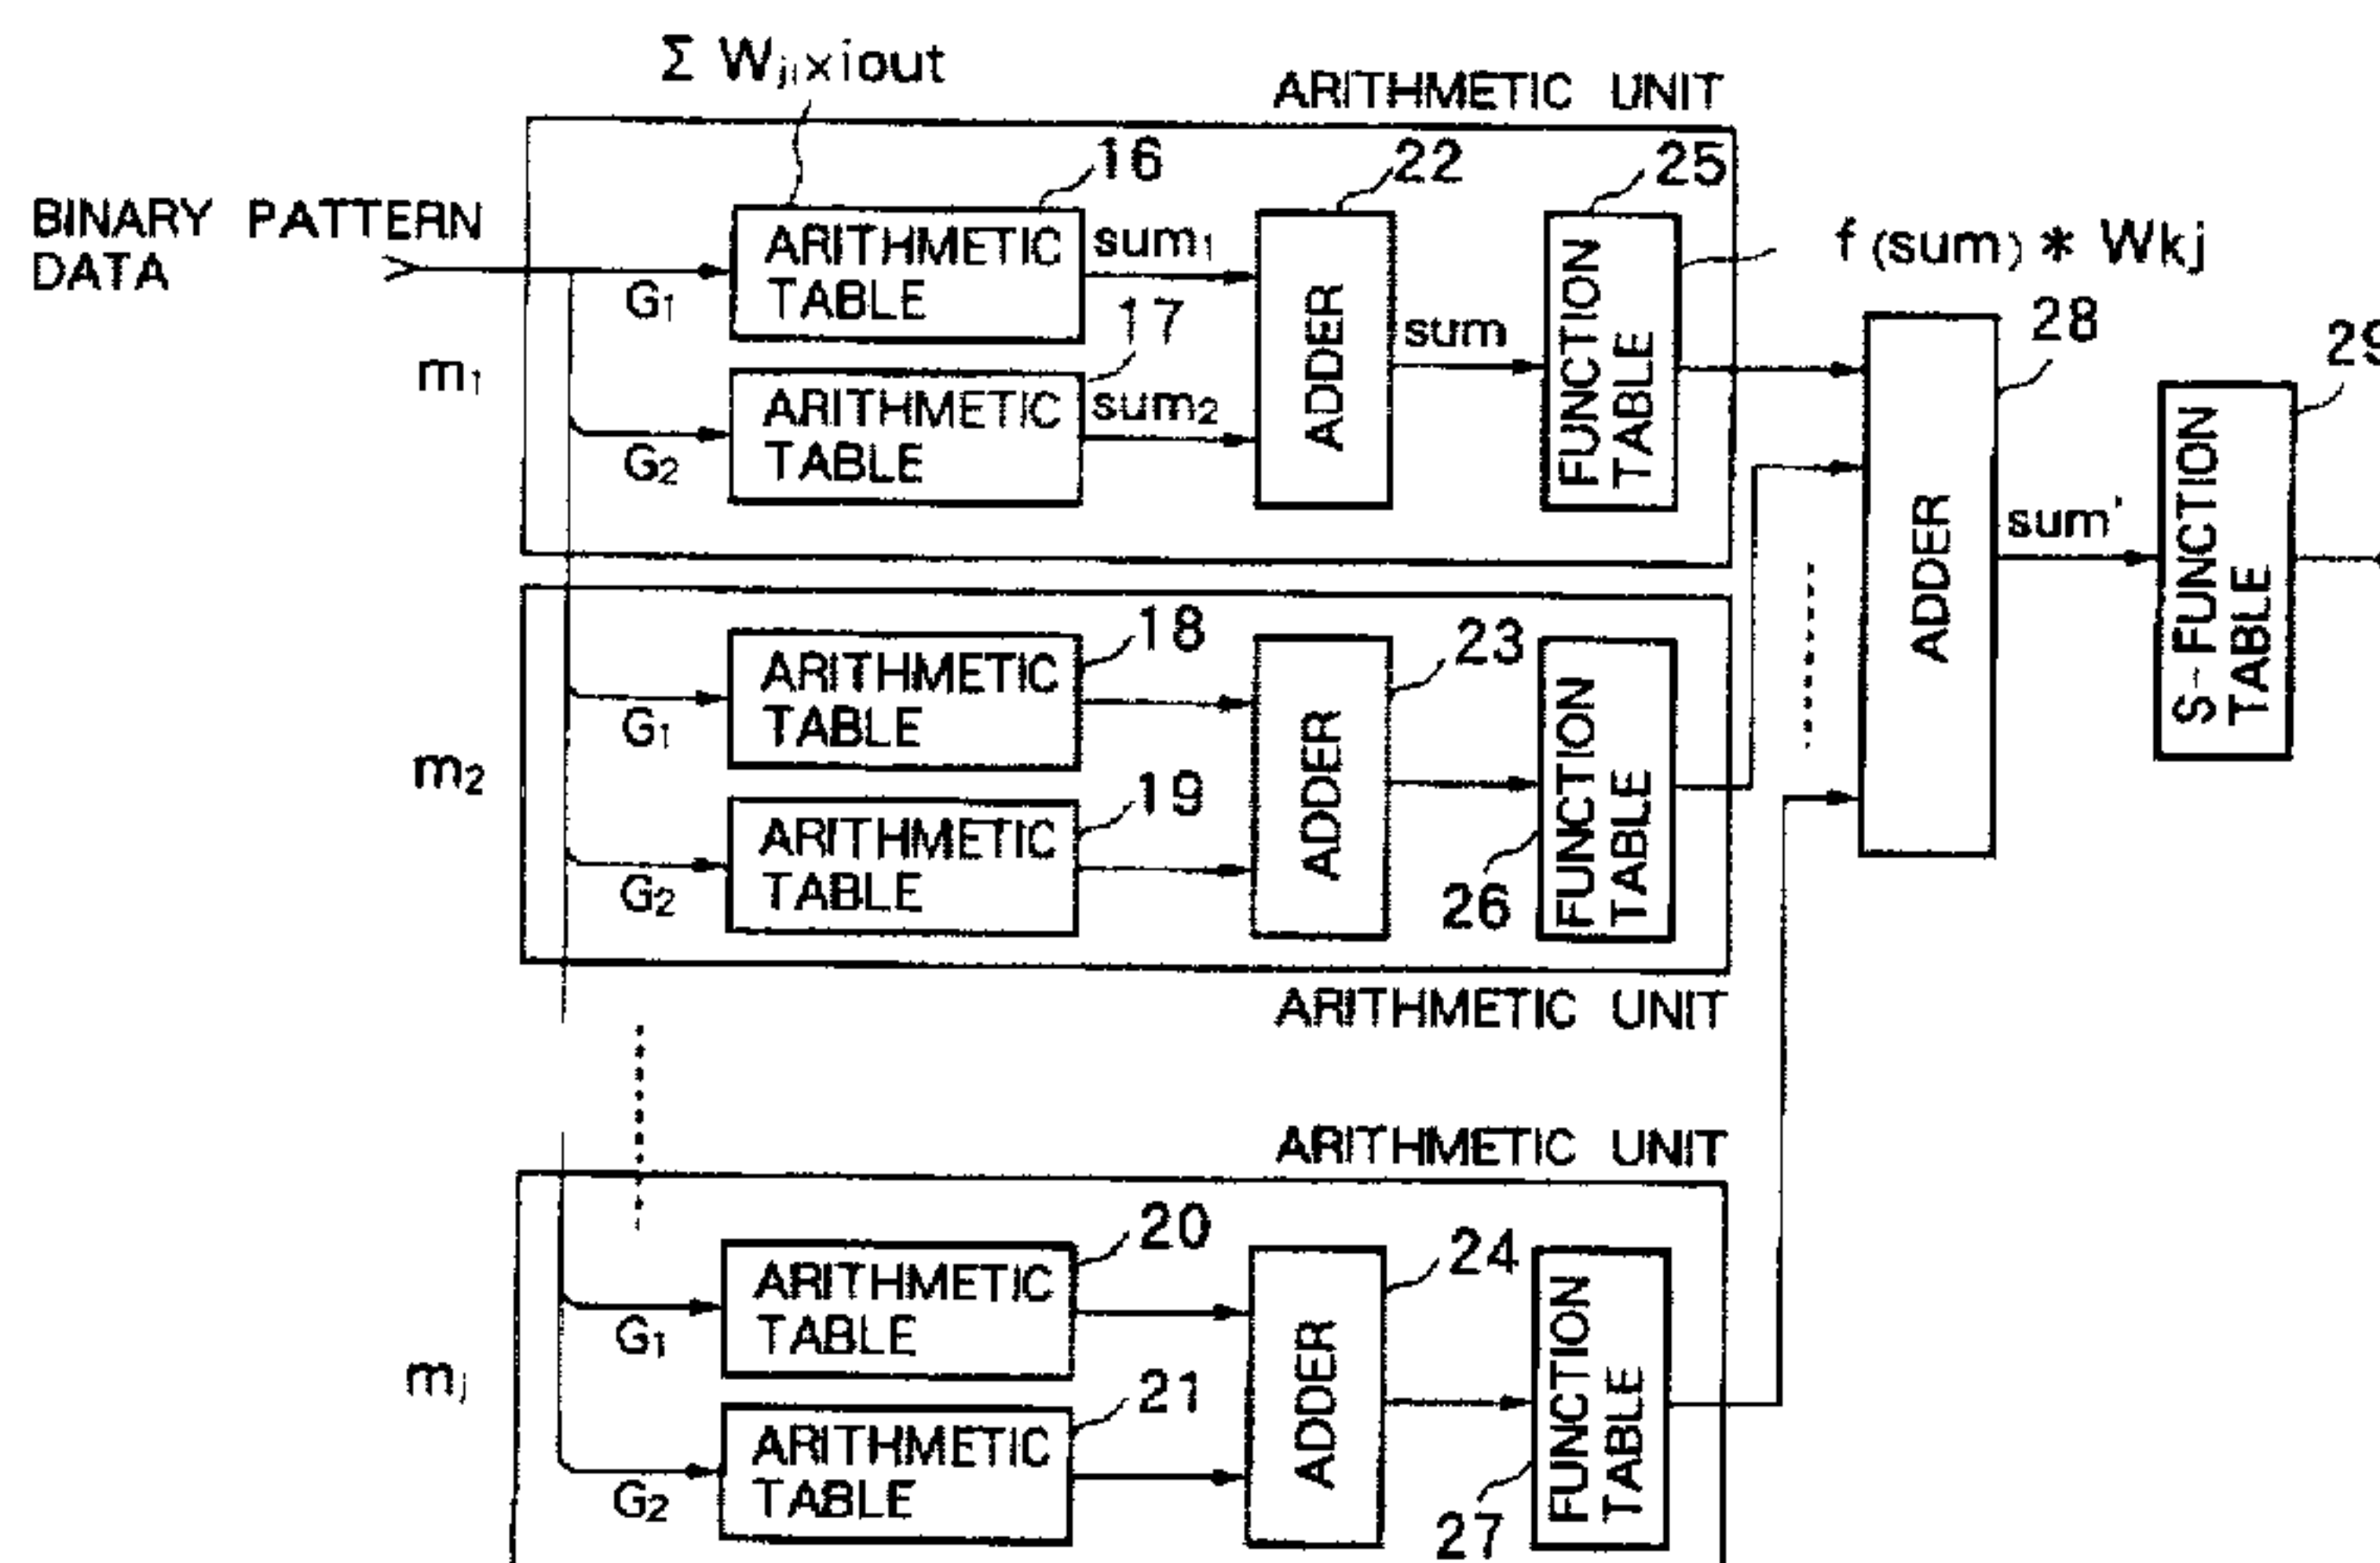 Σ Wji×iout
ARITHMETIC UNIT
16
22
25
BINARY PATTERN
DATA
ARITHMETIC
TABLE
sum1
G1
ADDER
FUNCTION
TABLE
f(sum) * Wkj
28
29
m1
17
sum
ARITHMETIC
TABLE
sum2
G2
ADDER
sum'
S-FUNCTION
TABLE
18
23
ARITHMETIC
TABLE
G1
m2
ADDER
FUNCTION
TABLE
19
ARITHMETIC
TABLE
G2
26
ARITHMETIC UNIT
ARITHMETIC UNIT
20
24
ARITHMETIC
TABLE
G1
mj
ADDER
FUNCTION
TABLE
21
ARITHMETIC
TABLE
G2
27